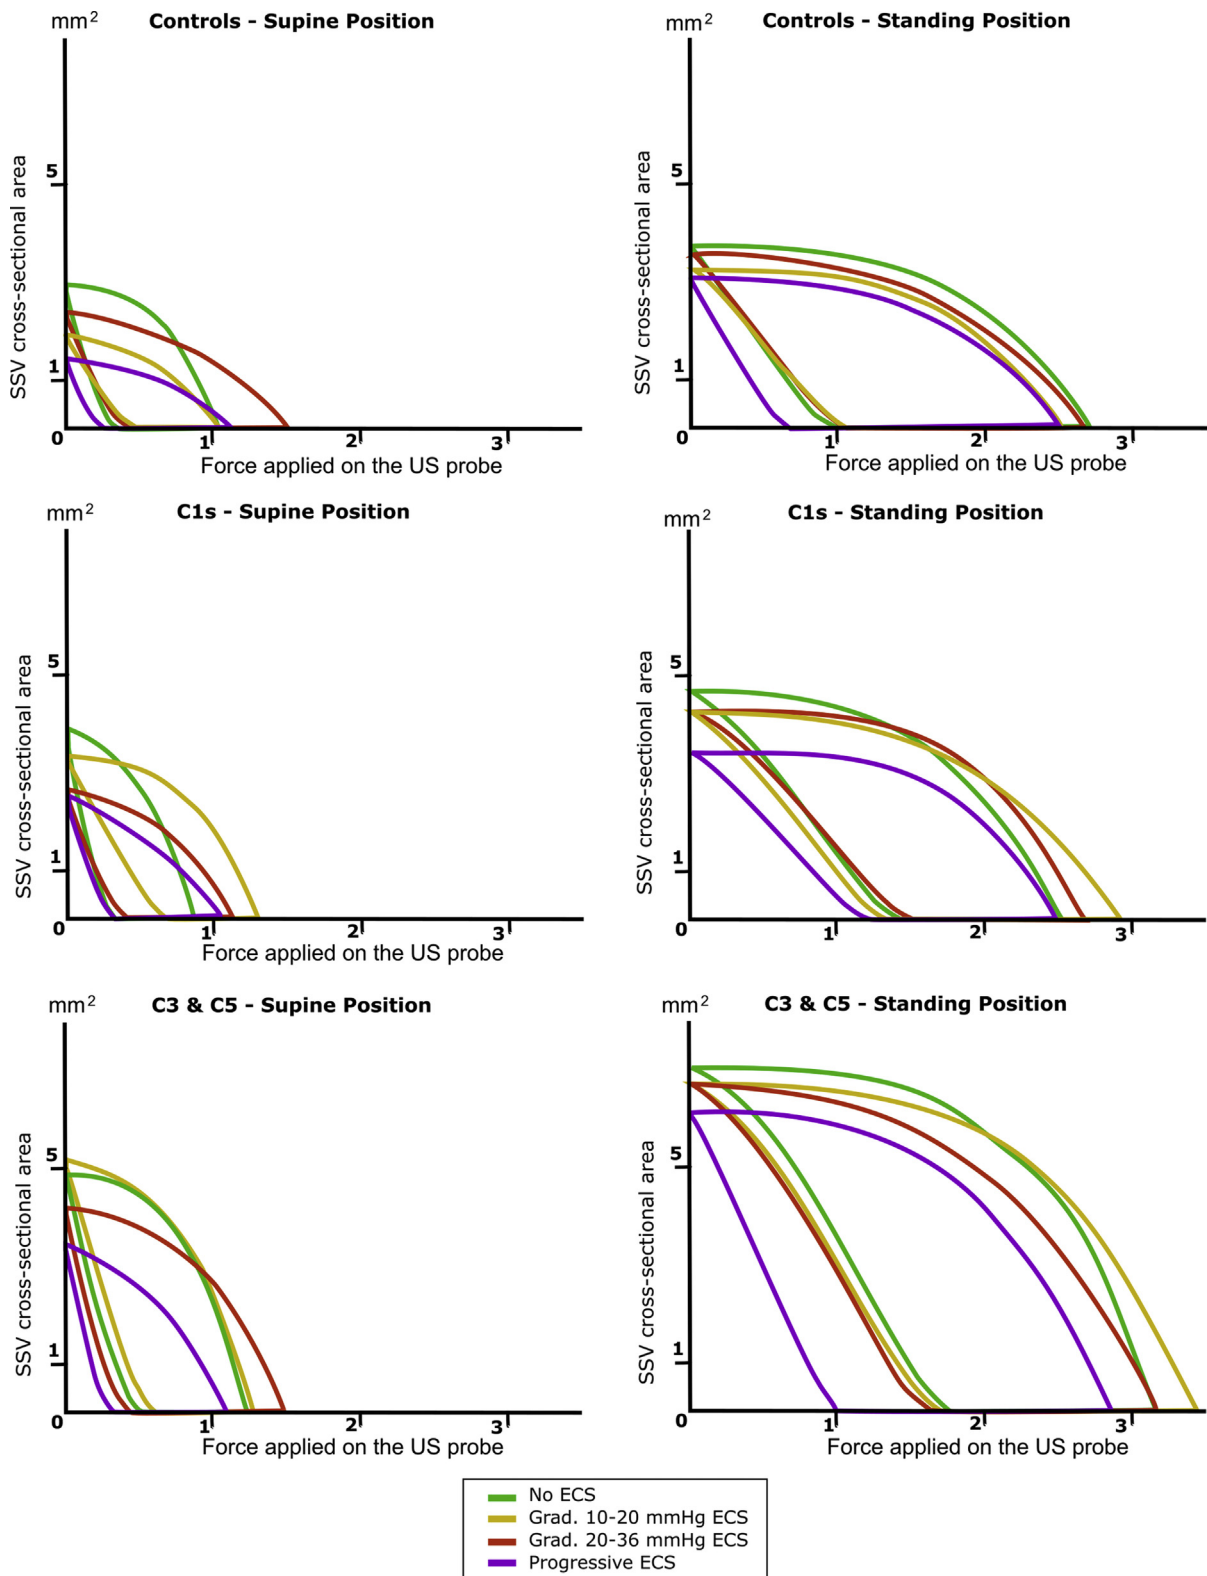 mm2
Controls - Supine Position
SSV cross-sectional area
5
1
0
1
2
3
Force applied on the US probe
mm2
Controls - Standing Position
SSV cross-sectional area
5
1
0
1
2
3
Force applied on the US probe
mm2
C1s - Supine Position
SSV cross-sectional area
5
1
0
1
2
3
Force applied on the US probe
mm2
C1s - Standing Position
SSV cross-sectional area
5
1
0
1
2
3
mm2
C3 & C5 - Supine Position
SSV cross-sectional area
5
1
0
1
2
3
Force applied on the US probe
mm2
C3 & C5 - Standing Position
SSV cross-sectional area
5
1
0
1
2
3
Force applied on the US probe
No ECS
Grad. 10-20 mmHg ECS
Grad. 20-36 mmHg ECS
Progressive ECS